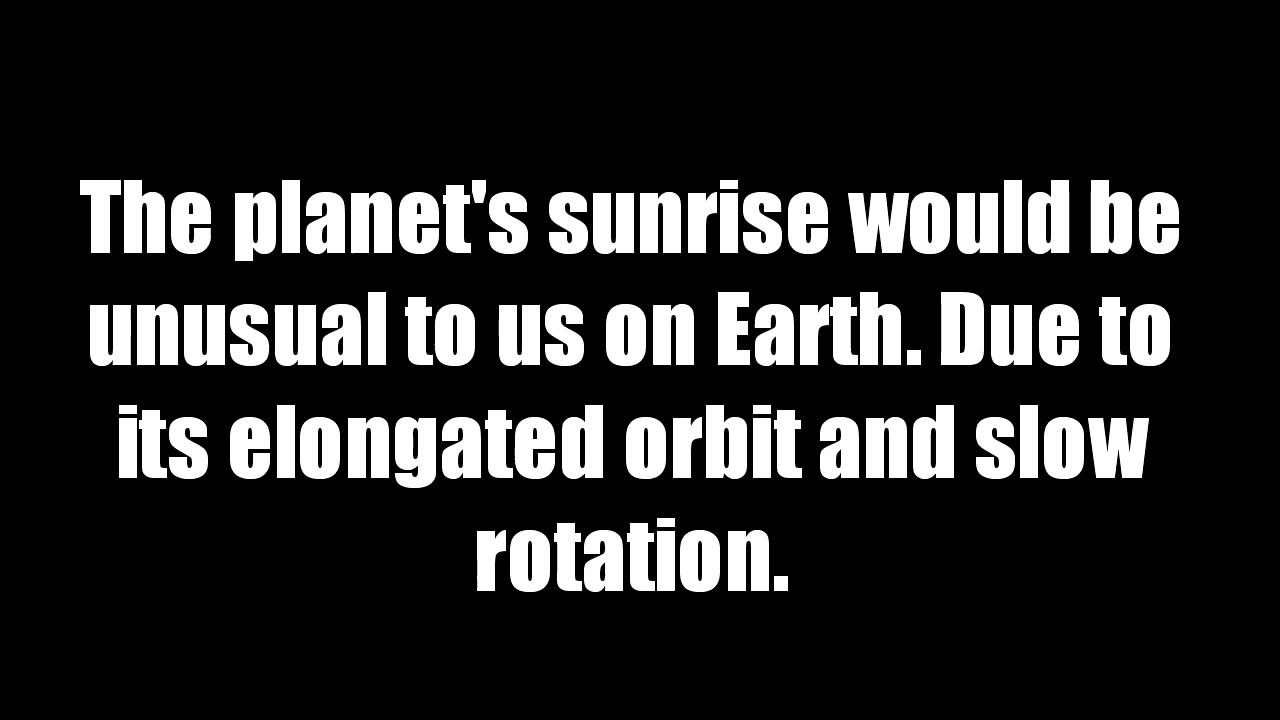 The planet's sunrise would be
unusual to us on Earth. Due to
its elongated orbit and slow
rotation.